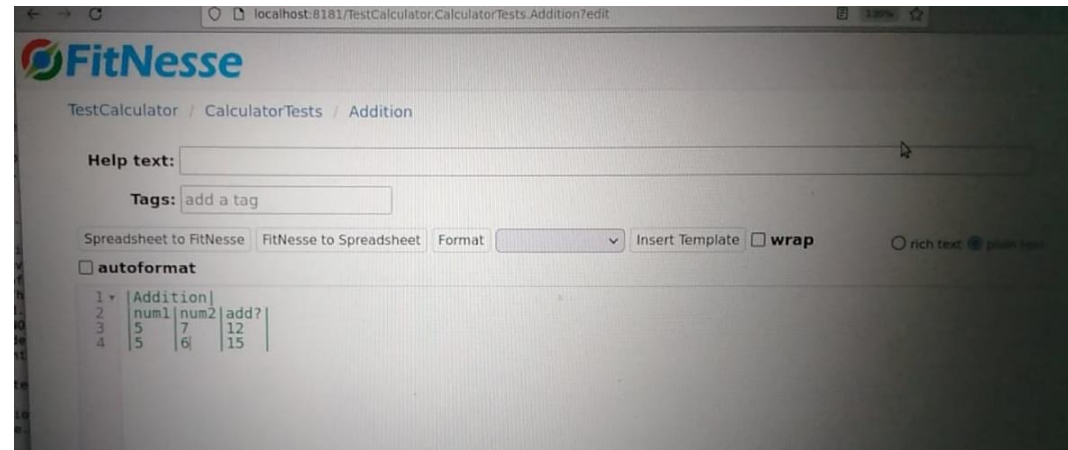 localhost:8181/TestCalculator.CalculatorTests.Addition?edit
FitNesse
TestCalculator / CalculatorTests / Addition
Help text:
Tags: add a tag
Spreadsheet to FitNesse FitNesse to Spreadsheet Format Insert Template wrap rich text plain text
autoformat
1 |Addition|
2 |num1|num2|add?|
3 |5 |7 |12 |
4 |5 |6 |15 |